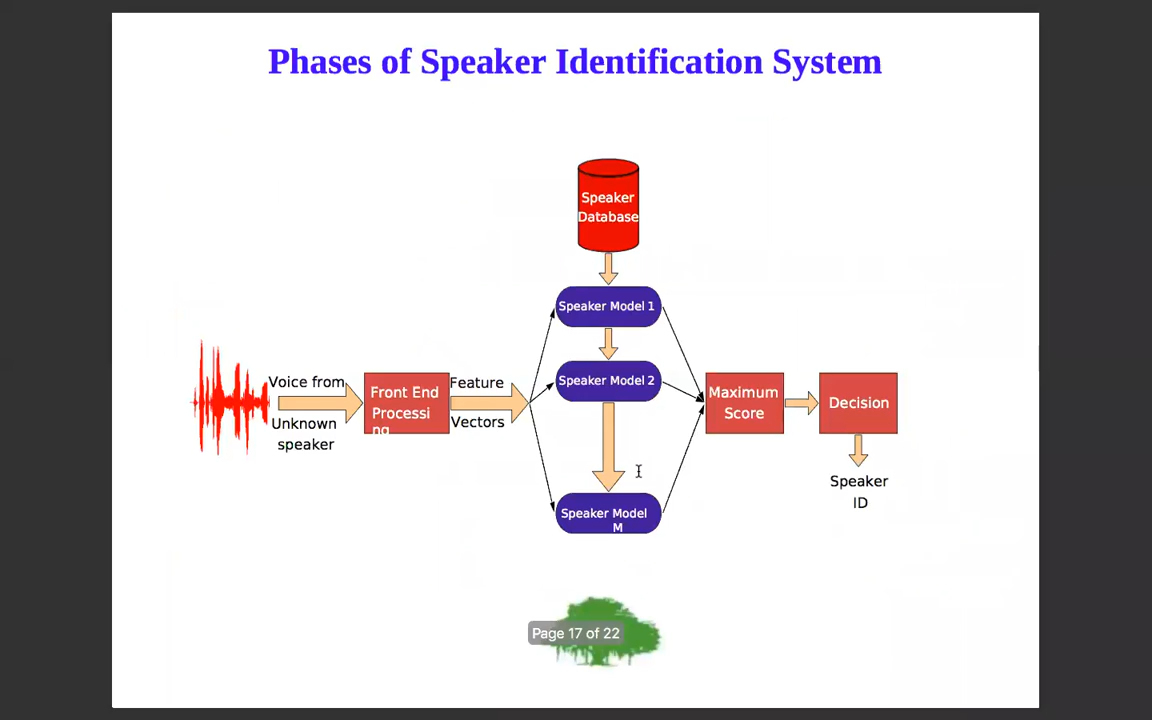 Phases of Speaker Identification System
Speaker
Database
Speaker Model 1
Voice from
Unknown
speaker
Front End
Processi
ng
Feature
Vectors
Speaker Model 2
Speaker Model
M
Maximum
Score
Decision
Speaker
ID
Page 17 of 22